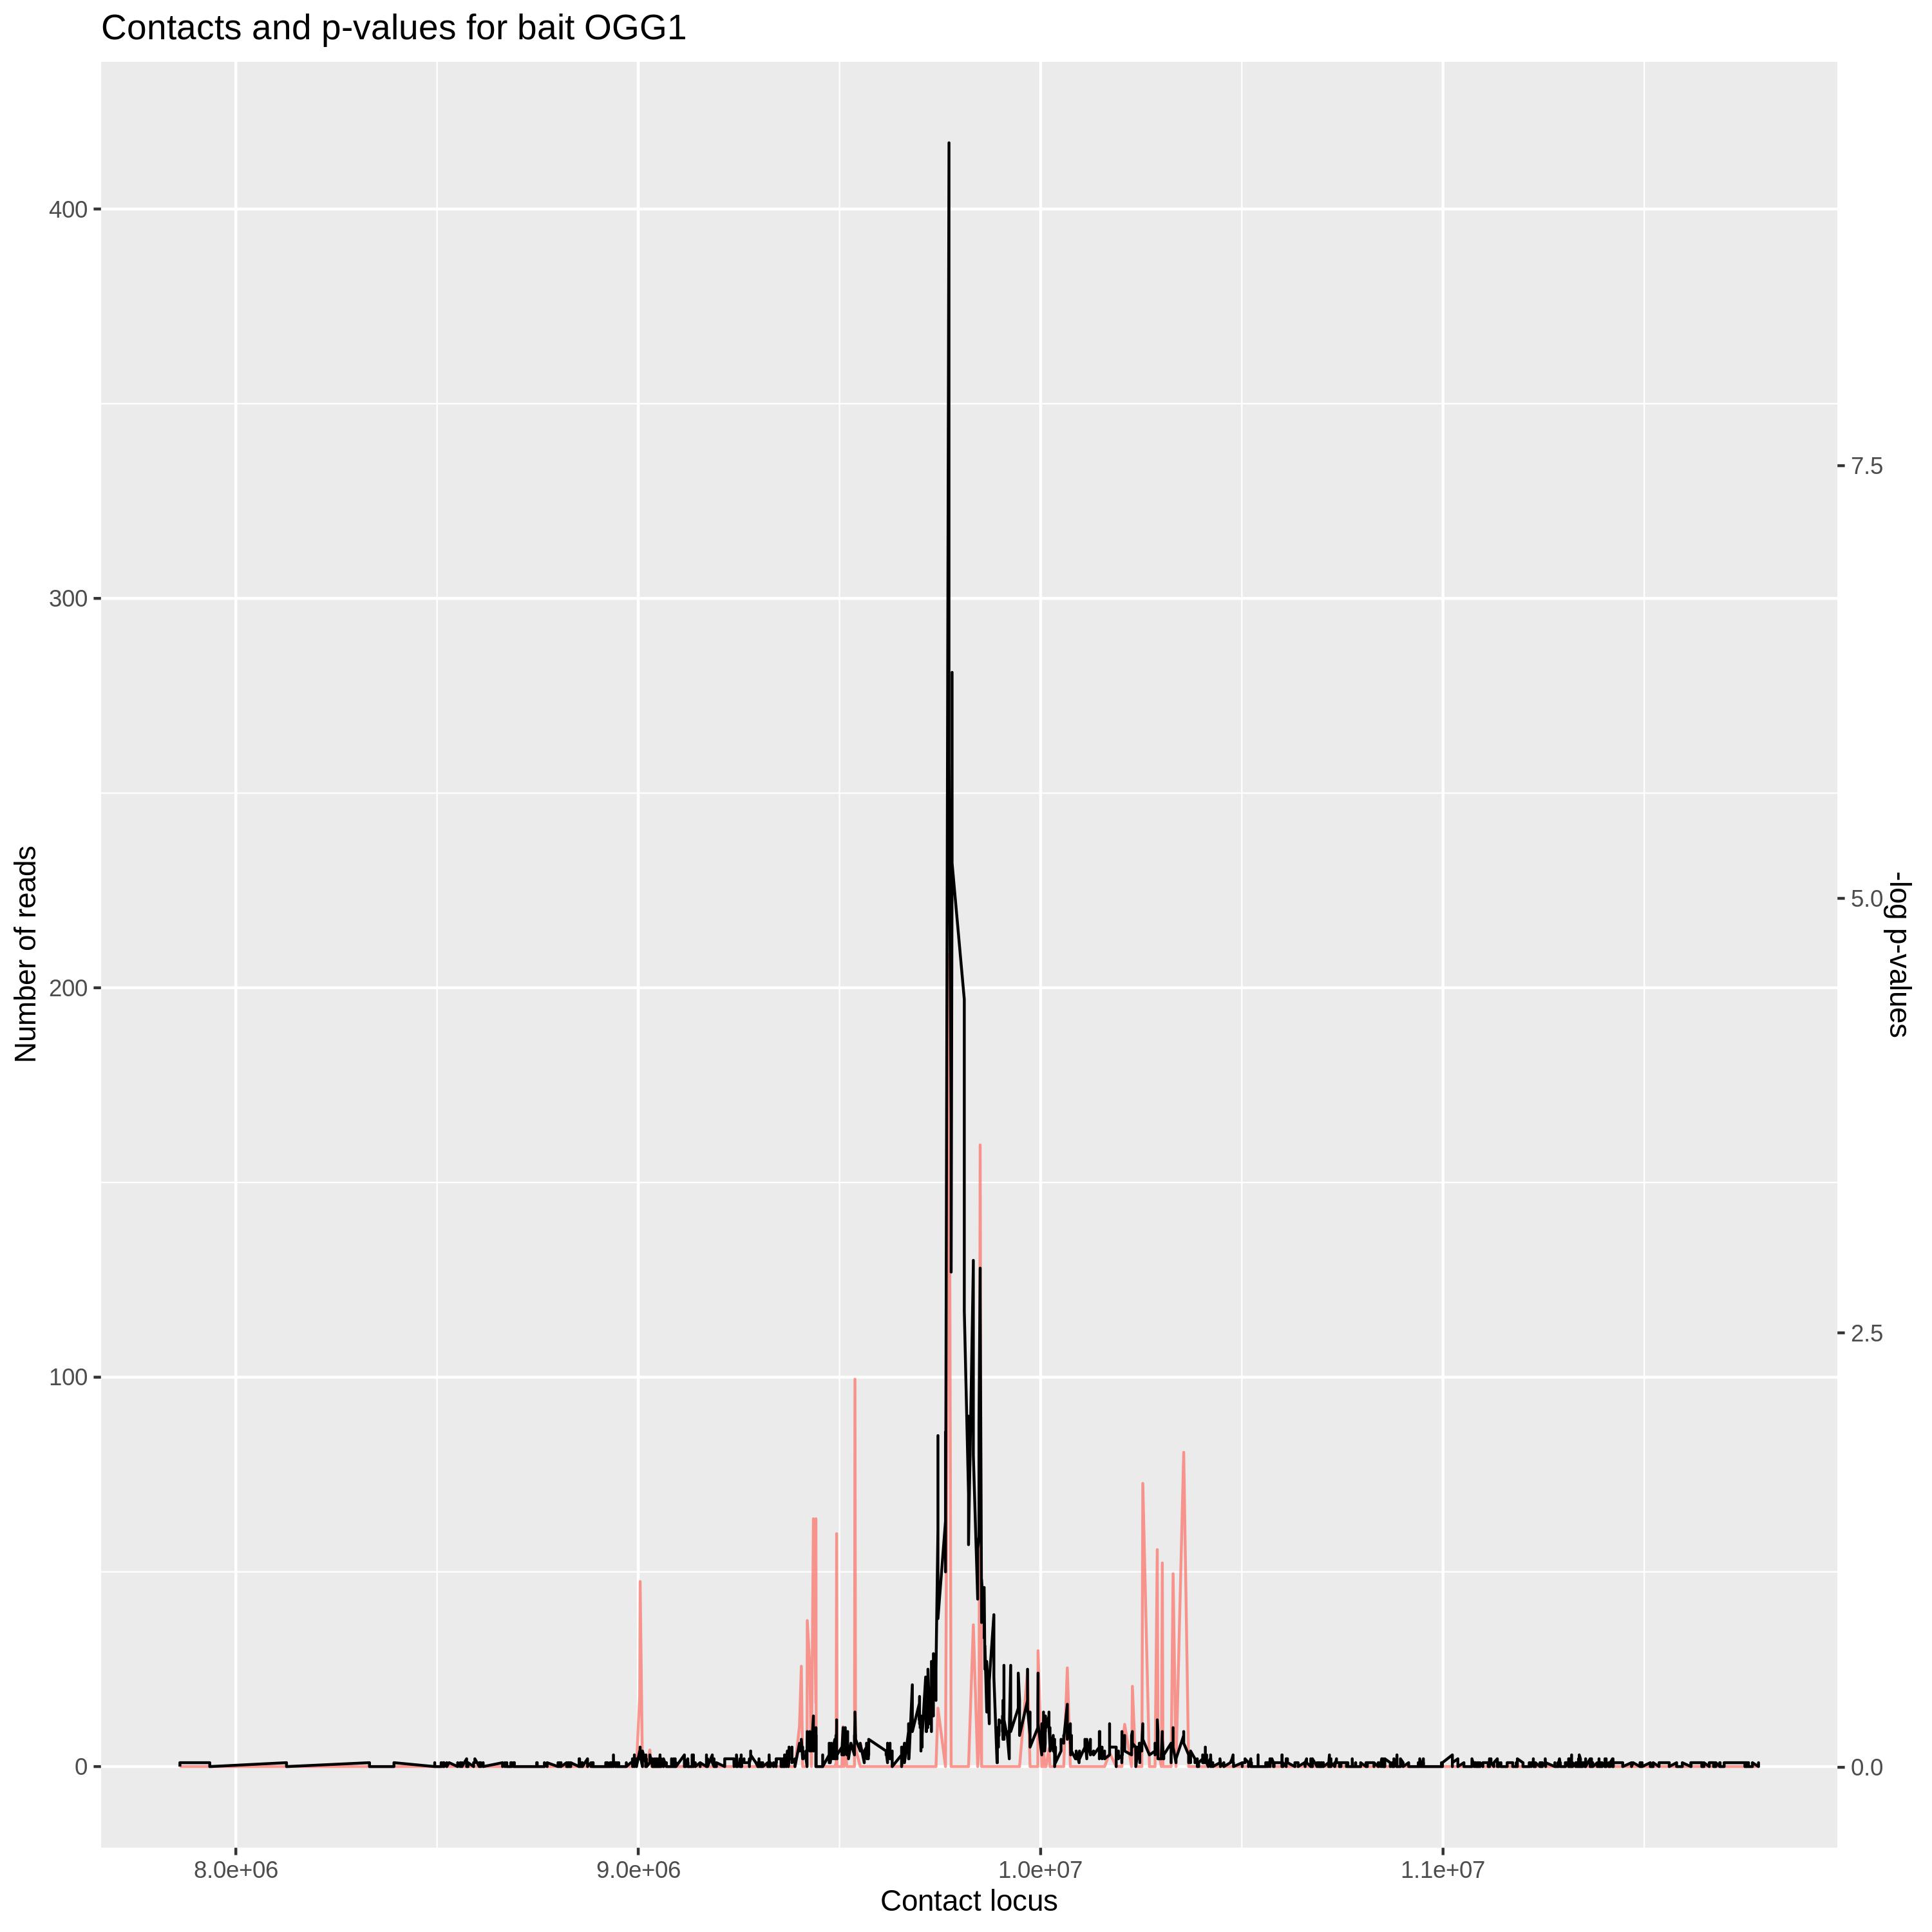 Contacts and p-values for bait OGG1
Number of reads
400
300
200
100
0
7.5
5.0
2.5
0.0
-log p-values
8.0e+06
9.0e+06
1.0e+07
1.1e+07
Contact locus